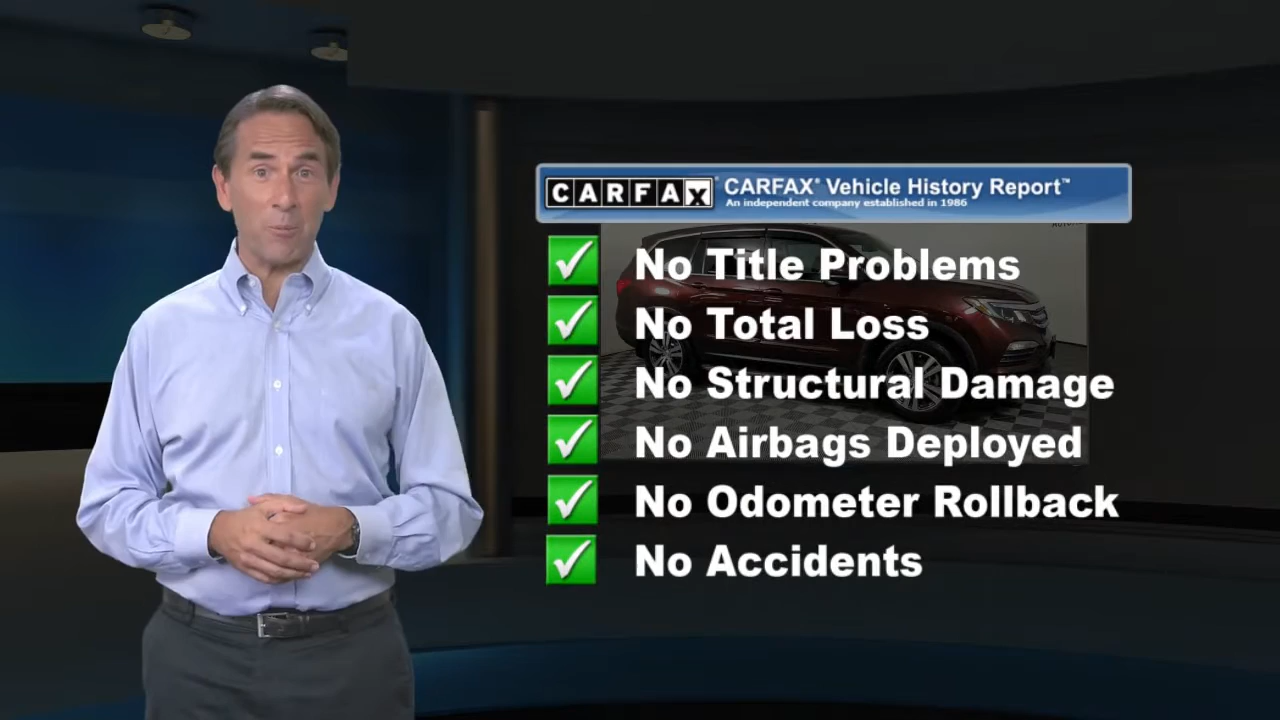 CARFAX
CARFAX® Vehicle History Report™
An independent company established in 1986
No Title Problems
No Total Loss
No Structural Damage
No Airbags Deployed
No Odometer Rollback
No Accidents